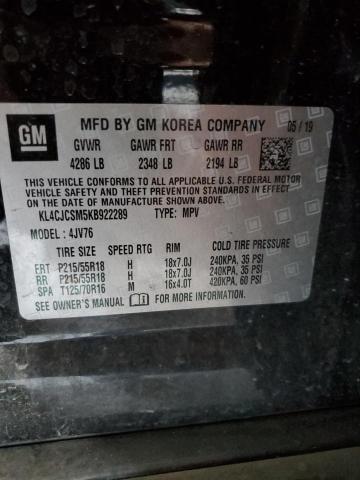 GM
MFD BY GM KOREA COMPANY 05/19
GVWR GAWR FRT GAWR RR
4286 LB 2348 LB 2194 LB
THIS VEHICLE CONFORMS TO ALL APPLICABLE U.S. FEDERAL MOTOR
VEHICLE SAFETY AND THEFT PREVENTION STANDARDS IN EFFECT ON
THE DATE OF MANUFACTURE SHOWN ABOVE.
KL4CJCSM5KB922289 TYPE: MPV
MODEL: 4JV76
TIRE SIZE SPEED RTG RIM COLD TIRE PRESSURE
FRT P215/55R18 H 18x7.0J 240KPA, 35 PSI
RR P215/55R18 H 18x7.0J 240KPA, 35 PSI
SPA T125/70R16 M 16x4.0T 420KPA, 60 PSI
SEE OWNER'S MANUAL FOR ADDITIONAL INFORMATION